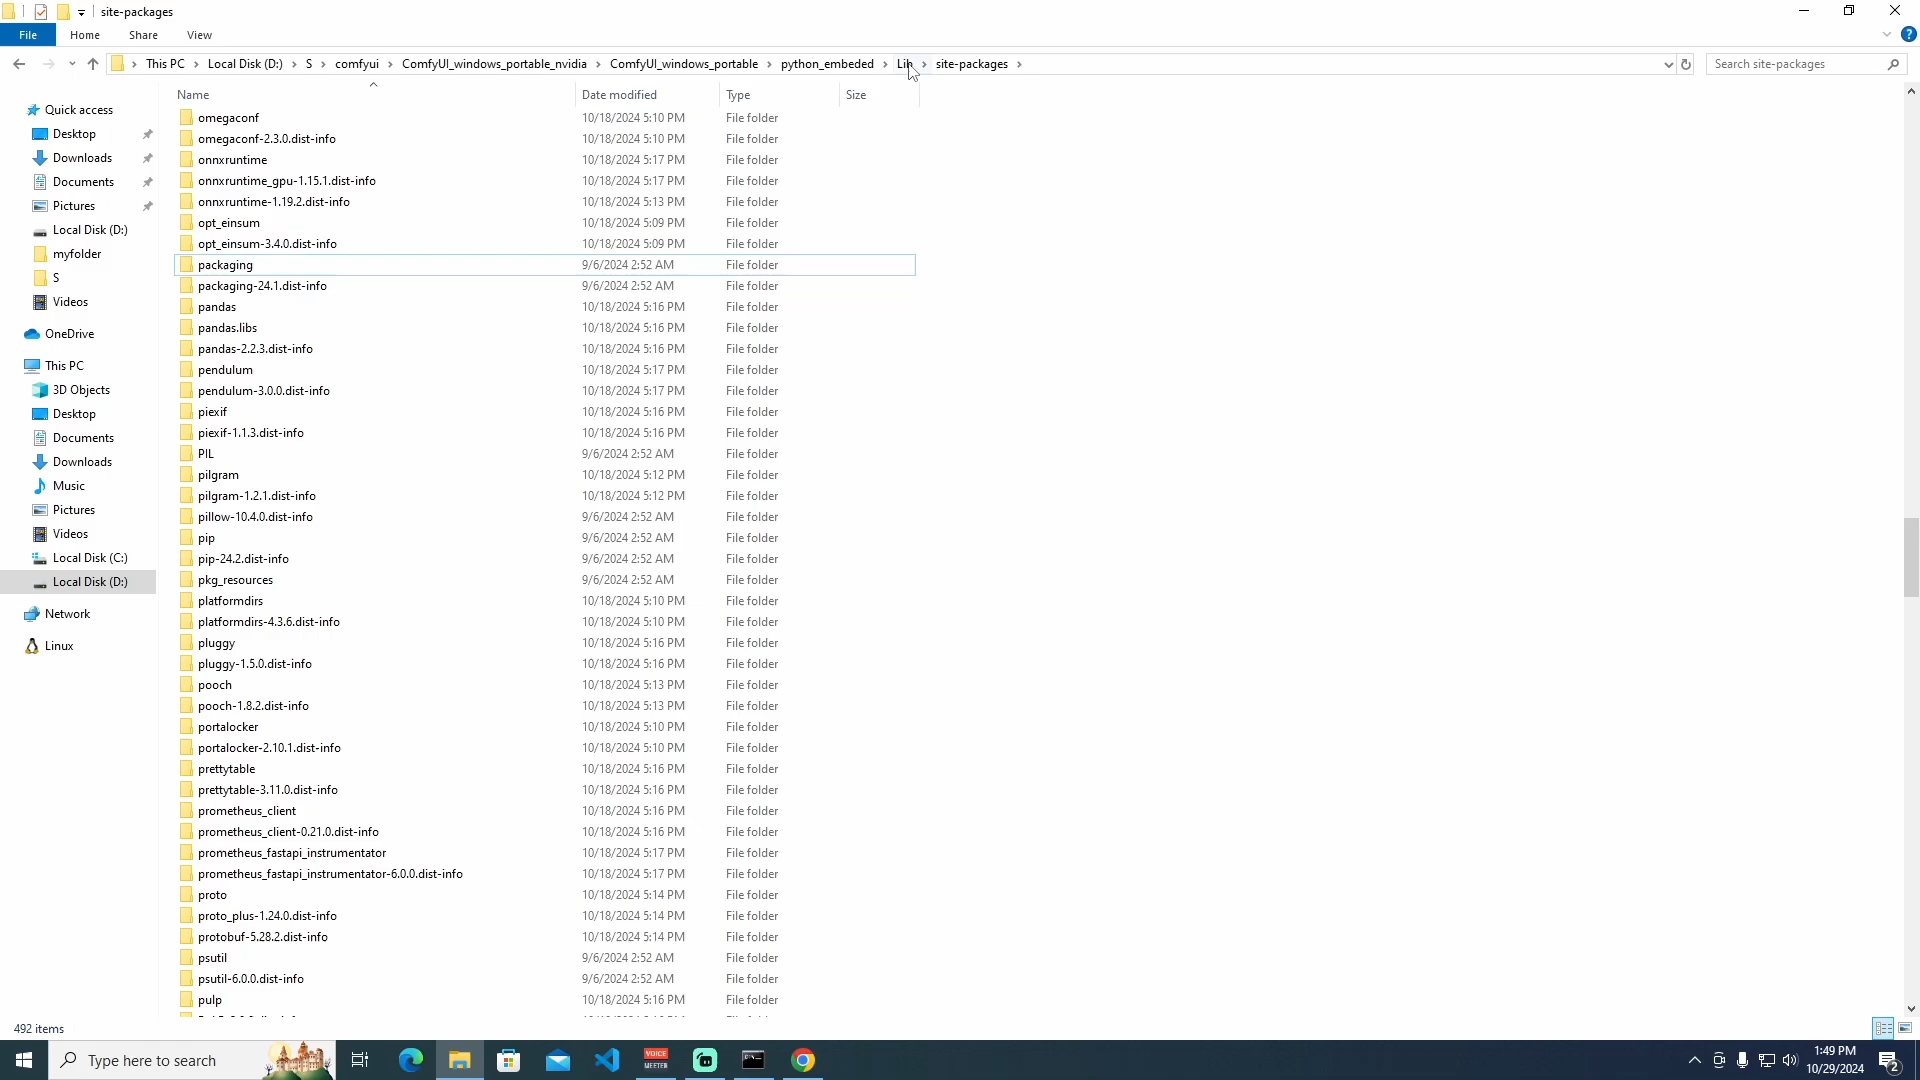 site-packages
File Home Share View
This PC Local Disk (D:) S comfyui ComfyUI_windows_portable_nvidia ComfyUI_windows_portable python_embeded Lib site-packages
Search site-packages
Name Date modified Type Size
Quick access
Desktop
Downloads
Documents
Pictures
Local Disk (D:)
myfolder
S
Videos
OneDrive
This PC
3D Objects
Desktop
Documents
Downloads
Music
Pictures
Videos
Local Disk (C:)
Local Disk (D:)
Network
Linux
omegaconf 10/18/2024 5:10 PM File folder
omegaconf-2.3.0.dist-info 10/18/2024 5:10 PM File folder
onnxruntime 10/18/2024 5:17 PM File folder
onnxruntime_gpu-1.15.1.dist-info 10/18/2024 5:17 PM File folder
onnxruntime-1.19.2.dist-info 10/18/2024 5:13 PM File folder
opt_einsum 10/18/2024 5:09 PM File folder
opt_einsum-3.4.0.dist-info 10/18/2024 5:09 PM File folder
packaging 9/6/2024 2:52 AM File folder
packaging-24.1.dist-info 9/6/2024 2:52 AM File folder
pandas 10/18/2024 5:16 PM File folder
pandas.libs 10/18/2024 5:16 PM File folder
pandas-2.2.3.dist-info 10/18/2024 5:16 PM File folder
pendulum 10/18/2024 5:17 PM File folder
pendulum-3.0.0.dist-info 10/18/2024 5:17 PM File folder
piexif 10/18/2024 5:16 PM File folder
piexif-1.1.3.dist-info 10/18/2024 5:16 PM File folder
PIL 9/6/2024 2:52 AM File folder
pilgram 10/18/2024 5:12 PM File folder
pilgram-1.2.1.dist-info 10/18/2024 5:12 PM File folder
pillow-10.4.0.dist-info 9/6/2024 2:52 AM File folder
pip 9/6/2024 2:52 AM File folder
pip-24.2.dist-info 9/6/2024 2:52 AM File folder
pkg_resources 9/6/2024 2:52 AM File folder
platformdirs 10/18/2024 5:10 PM File folder
platformdirs-4.3.6.dist-info 10/18/2024 5:10 PM File folder
pluggy 10/18/2024 5:16 PM File folder
pluggy-1.5.0.dist-info 10/18/2024 5:16 PM File folder
pooch 10/18/2024 5:13 PM File folder
pooch-1.8.2.dist-info 10/18/2024 5:13 PM File folder
portalocker 10/18/2024 5:10 PM File folder
portalocker-2.10.1.dist-info 10/18/2024 5:10 PM File folder
prettytable 10/18/2024 5:16 PM File folder
prettytable-3.11.0.dist-info 10/18/2024 5:16 PM File folder
prometheus_client 10/18/2024 5:16 PM File folder
prometheus_client-0.21.0.dist-info 10/18/2024 5:16 PM File folder
prometheus_fastapi_instrumentator 10/18/2024 5:17 PM File folder
prometheus_fastapi_instrumentator-6.0.0.dist-info 10/18/2024 5:17 PM File folder
proto 10/18/2024 5:14 PM File folder
proto_plus-1.24.0.dist-info 10/18/2024 5:14 PM File folder
protobuf-5.28.2.dist-info 10/18/2024 5:14 PM File folder
psutil 9/6/2024 2:52 AM File folder
psutil-6.0.0.dist-info 9/6/2024 2:52 AM File folder
pulp 10/18/2024 5:16 PM File folder
492 items
Type here to search
VOICE
MEETER
1:49 PM
10/29/2024
2